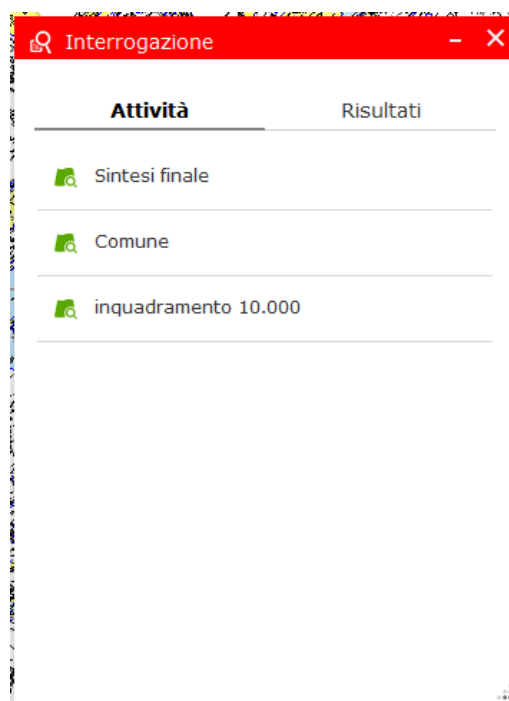 Interrogazione
Attività Risultati
Sintesi finale
Comune
inquadramento 10.000